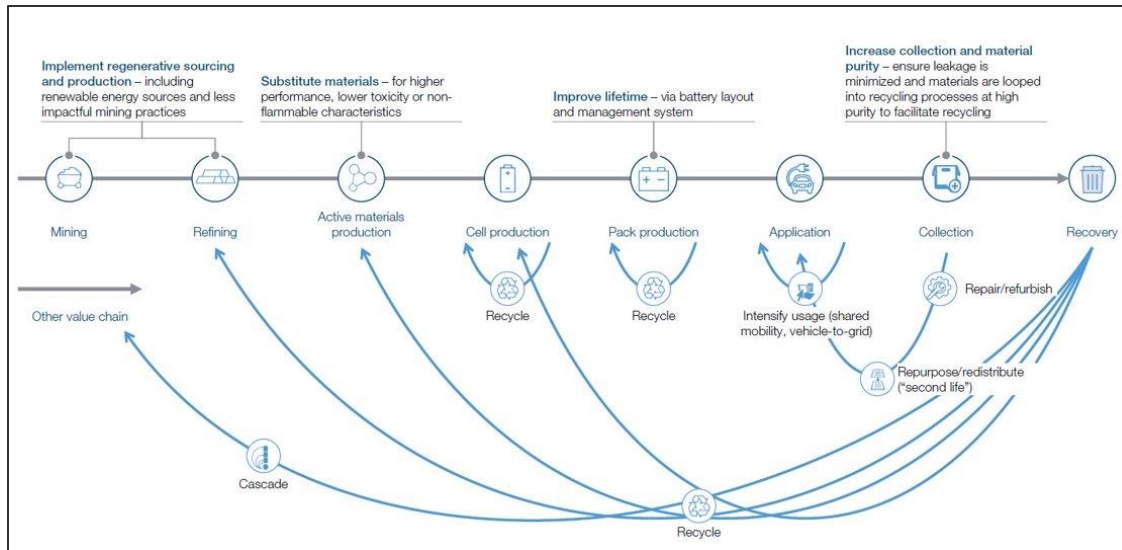 Implement regenerative sourcing
and production – including
renewable energy sources and less
impactful mining practices
Substitute materials – for higher
performance, lower toxicity or non-
flammable characteristics
Improve lifetime – via battery layout
and management system
Increase collection and material
purity – ensure leakage is
minimized and materials are looped
into recycling processes at high
purity to facilitate recycling
Mining
Refining
Active materials
production
Cell production
Pack production
Application
Collection
Recovery
Other value chain
Recycle
Recycle
Intensify usage (shared
mobility, vehicle-to-grid)
Repair/refurbish
Repurpose/redistribute
(“second life”)
Cascade
Recycle